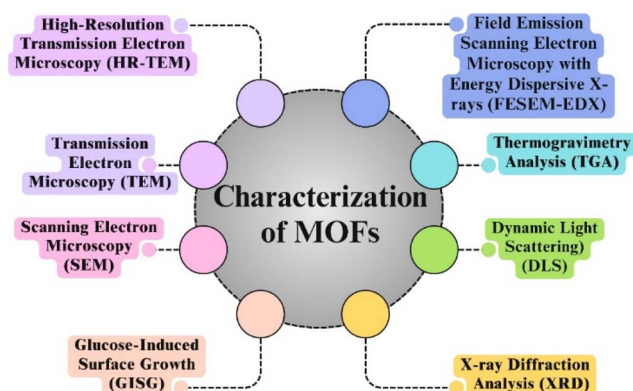 High-Resolution
Transmission Electron
Microscopy (HR-TEM)
Field Emission
Scanning Electron
Microscopy with
Energy Dispersive X-
rays (FESEM-EDX)
Transmission
Electron
Microscopy (TEM)
Thermogravimetry
Analysis (TGA)
Characterization
of MOFs
Scanning Electron
Microscopy
(SEM)
Dynamic Light
Scattering)
(DLS)
Glucose-Induced
Surface Growth
(GISG)
X-ray Diffraction
Analysis (XRD)